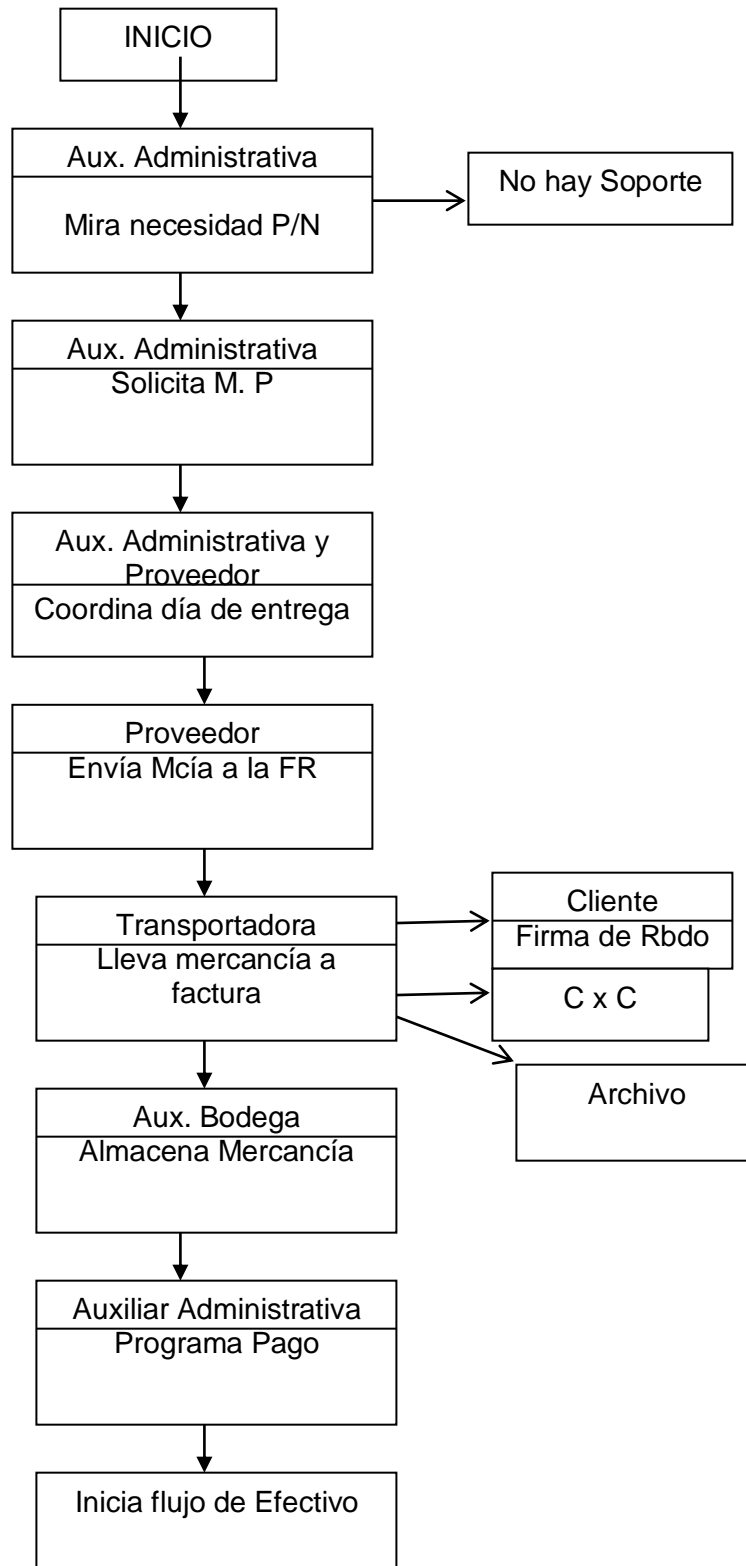 INICIO
Aux. Administrativa
Mira necesidad P/N
No hay Soporte
Aux. Administrativa
Solicita M. P
Aux. Administrativa y
Proveedor
Coordina día de entrega
Proveedor
Envía Mcía a la FR
Transportadora
Lleva mercancía a
factura
Cliente
Firma de Rbdo
C x C
Archivo
Aux. Bodega
Almacena Mercancía
Auxiliar Administrativa
Programa Pago
Inicia flujo de Efectivo